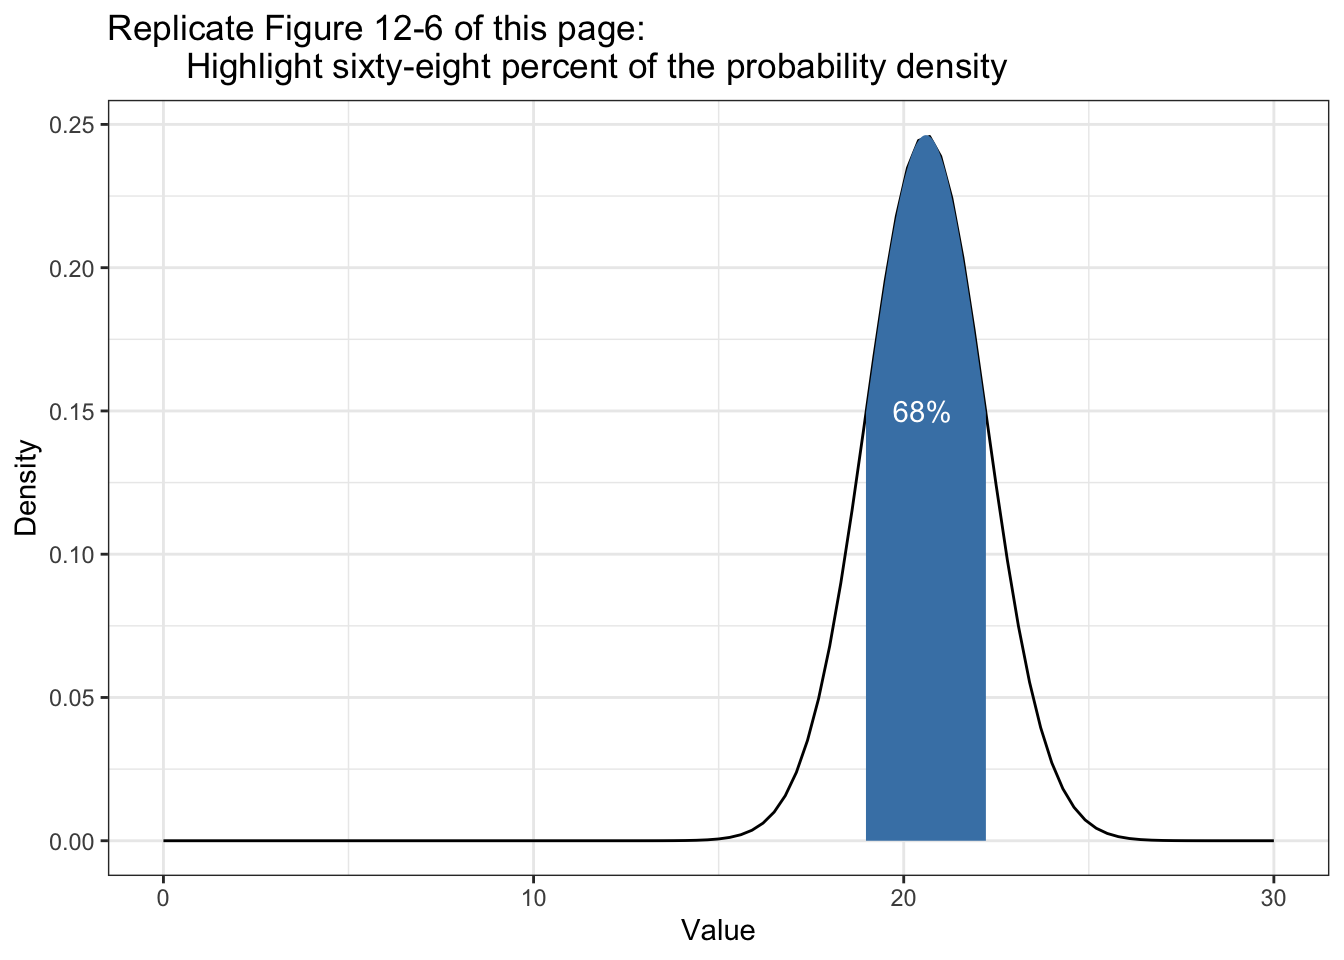 Replicate Figure 12-6 of this page:
Highlight sixty-eight percent of the probability density
0.25
0.20
0.15
0.10
0.05
0.00
Density
68%
0 10 20 30
Value